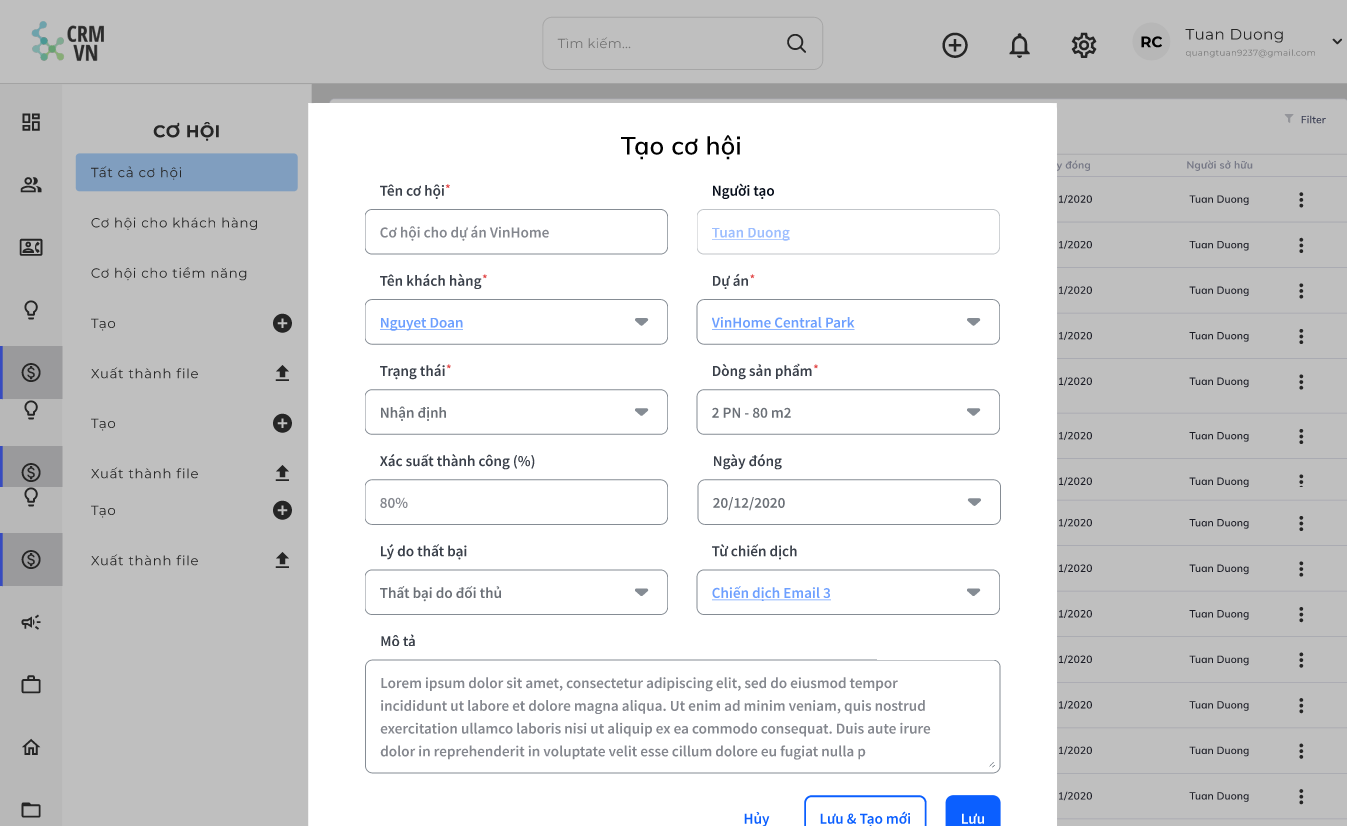 CRM
VN
Tìm kiếm...
RC
Tuan Duong
quangtuan9237@gmail.com
CƠ HỘI
Tất cả cơ hội
Cơ hội cho khách hàng
Cơ hội cho tiềm năng
Tạo
Xuất thành file
Tạo
Xuất thành file
Tạo
Xuất thành file
Tạo cơ hội
Tên cơ hội*
Người tạo
Cơ hội cho dự án VinHome
Tuan Duong
Tên khách hàng*
Dự án*
Nguyet Doan
VinHome Central Park
Trạng thái*
Dòng sản phẩm*
Nhận định
2 PN - 80 m2
Xác suất thành công (%)
Ngày đóng
80%
20/12/2020
Lý do thất bại
Từ chiến dịch
Thất bại do đối thủ
Chiến dịch Email 3
Mô tả
Lorem ipsum dolor sit amet, consectetur adipiscing elit, sed do eiusmod tempor
incididunt ut labore et dolore magna aliqua. Ut enim ad minim veniam, quis nostrud
exercitation ullamco laboris nisi ut aliquip ex ea commodo consequat. Duis aute irure
dolor in reprehenderit in voluptate velit esse cillum dolore eu fugiat nulla p
Hủy
Lưu & Tạo mới
Lưu
Filter
y đóng
Người sở hữu
1/2020 Tuan Duong
1/2020 Tuan Duong
1/2020 Tuan Duong
1/2020 Tuan Duong
1/2020 Tuan Duong
1/2020 Tuan Duong
1/2020 Tuan Duong
1/2020 Tuan Duong
1/2020 Tuan Duong
1/2020 Tuan Duong
1/2020 Tuan Duong
1/2020 Tuan Duong
1/2020 Tuan Duong
1/2020 Tuan Duong